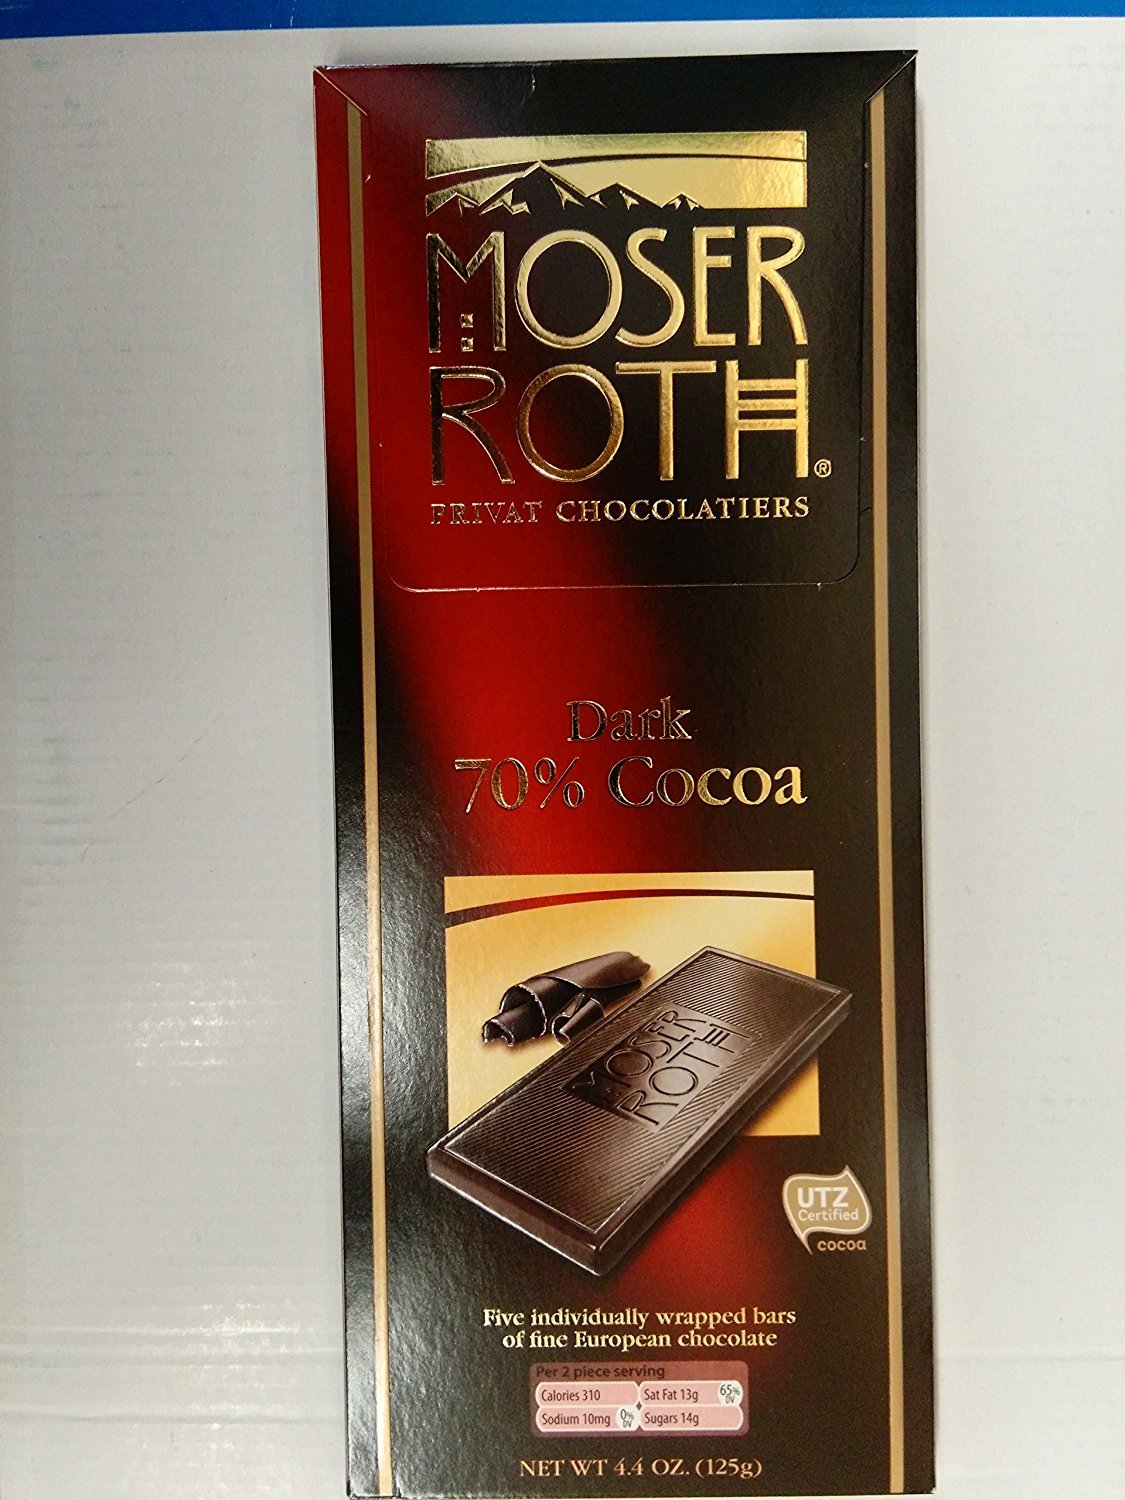 MOSER
ROTH®
PRIVAT CHOCOLATIERS
Dark
70% Cocoa
MOSER
ROTH
UTZ
Certified
cocoa
Five individually wrapped bars
of fine European chocolate
Per 2 piece serving
Calories 310 Sat Fat 13g 65% DV
Sodium 10mg 0% DV Sugars 14g
NET WT 4.4 OZ. (125g)